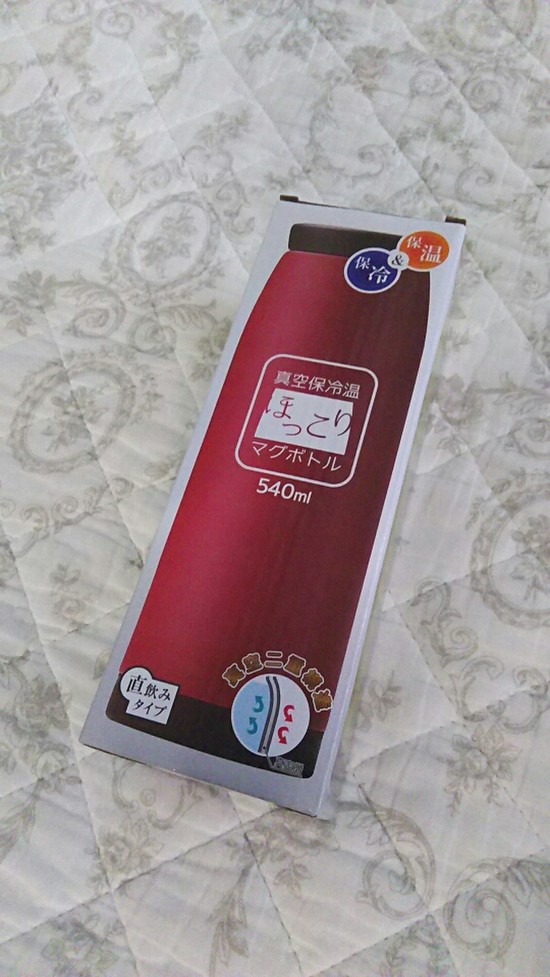 保温
&
保冷
真空保冷温
ほっこり
マグボトル
540ml
真空二重構造
直飲み
タイプ